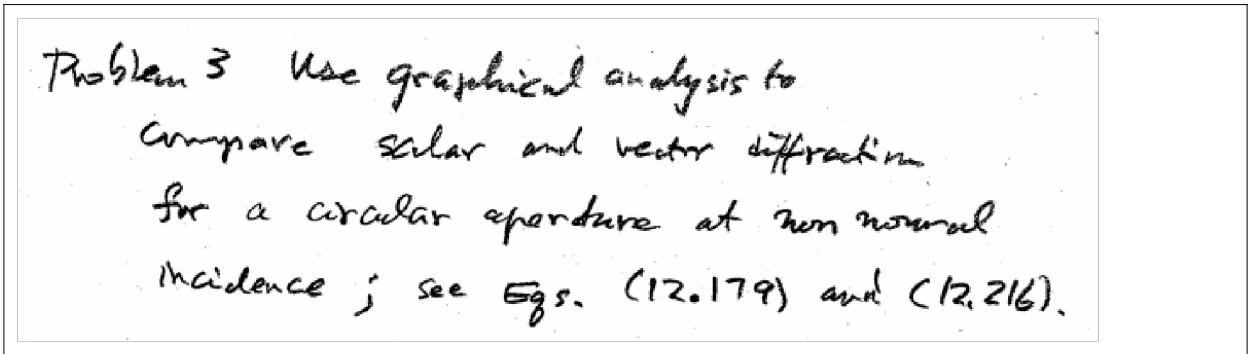 Problem 3 Use graphical analysis to
compare scalar and vector diffraction
for a circular aperture at non normal
incidence ; see Eqs. (12.179) and (12.216).